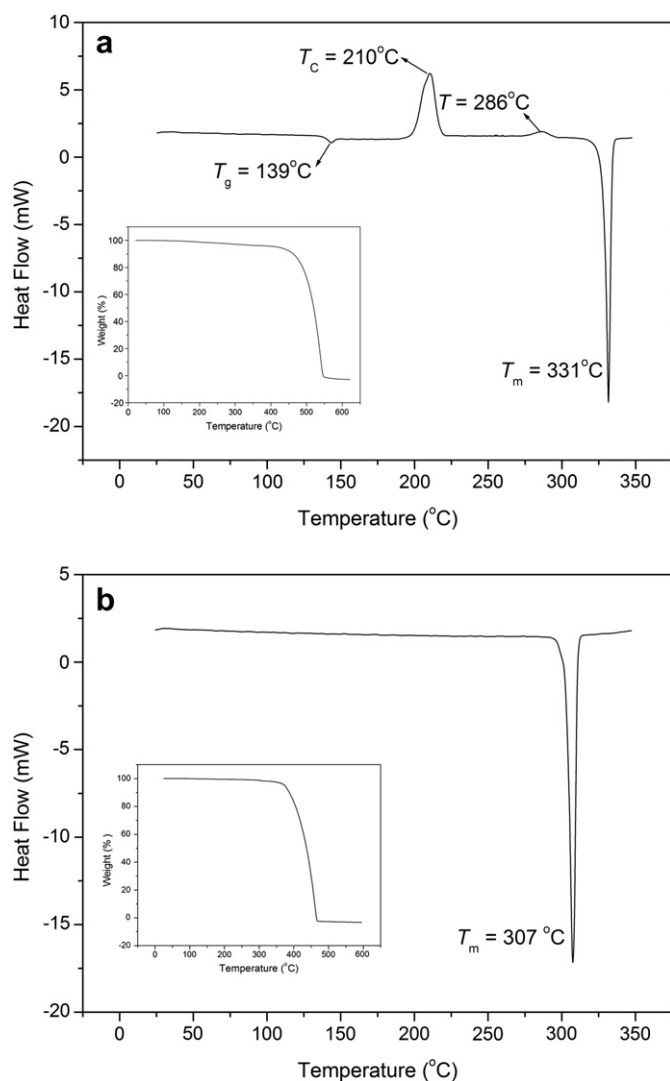 a
10
5
0
-5
-10
-15
-20
Heat Flow (mW)
T_C = 210°C
T = 286°C
T_g = 139°C
T_m = 331°C
100
80
60
40
20
0
-20
Weight (% )
0 100 200 300 400 500 600
Temperature (°C)
0 50 100 150 200 250 300 350
Temperature (°C)
b
5
0
-5
-10
-15
-20
Heat Flow (mW)
T_m = 307 °C
100
80
60
40
20
0
-20
Weight (% )
0 100 200 300 400 500 600
Temperature (°C)
0 50 100 150 200 250 300 350
Temperature (°C)